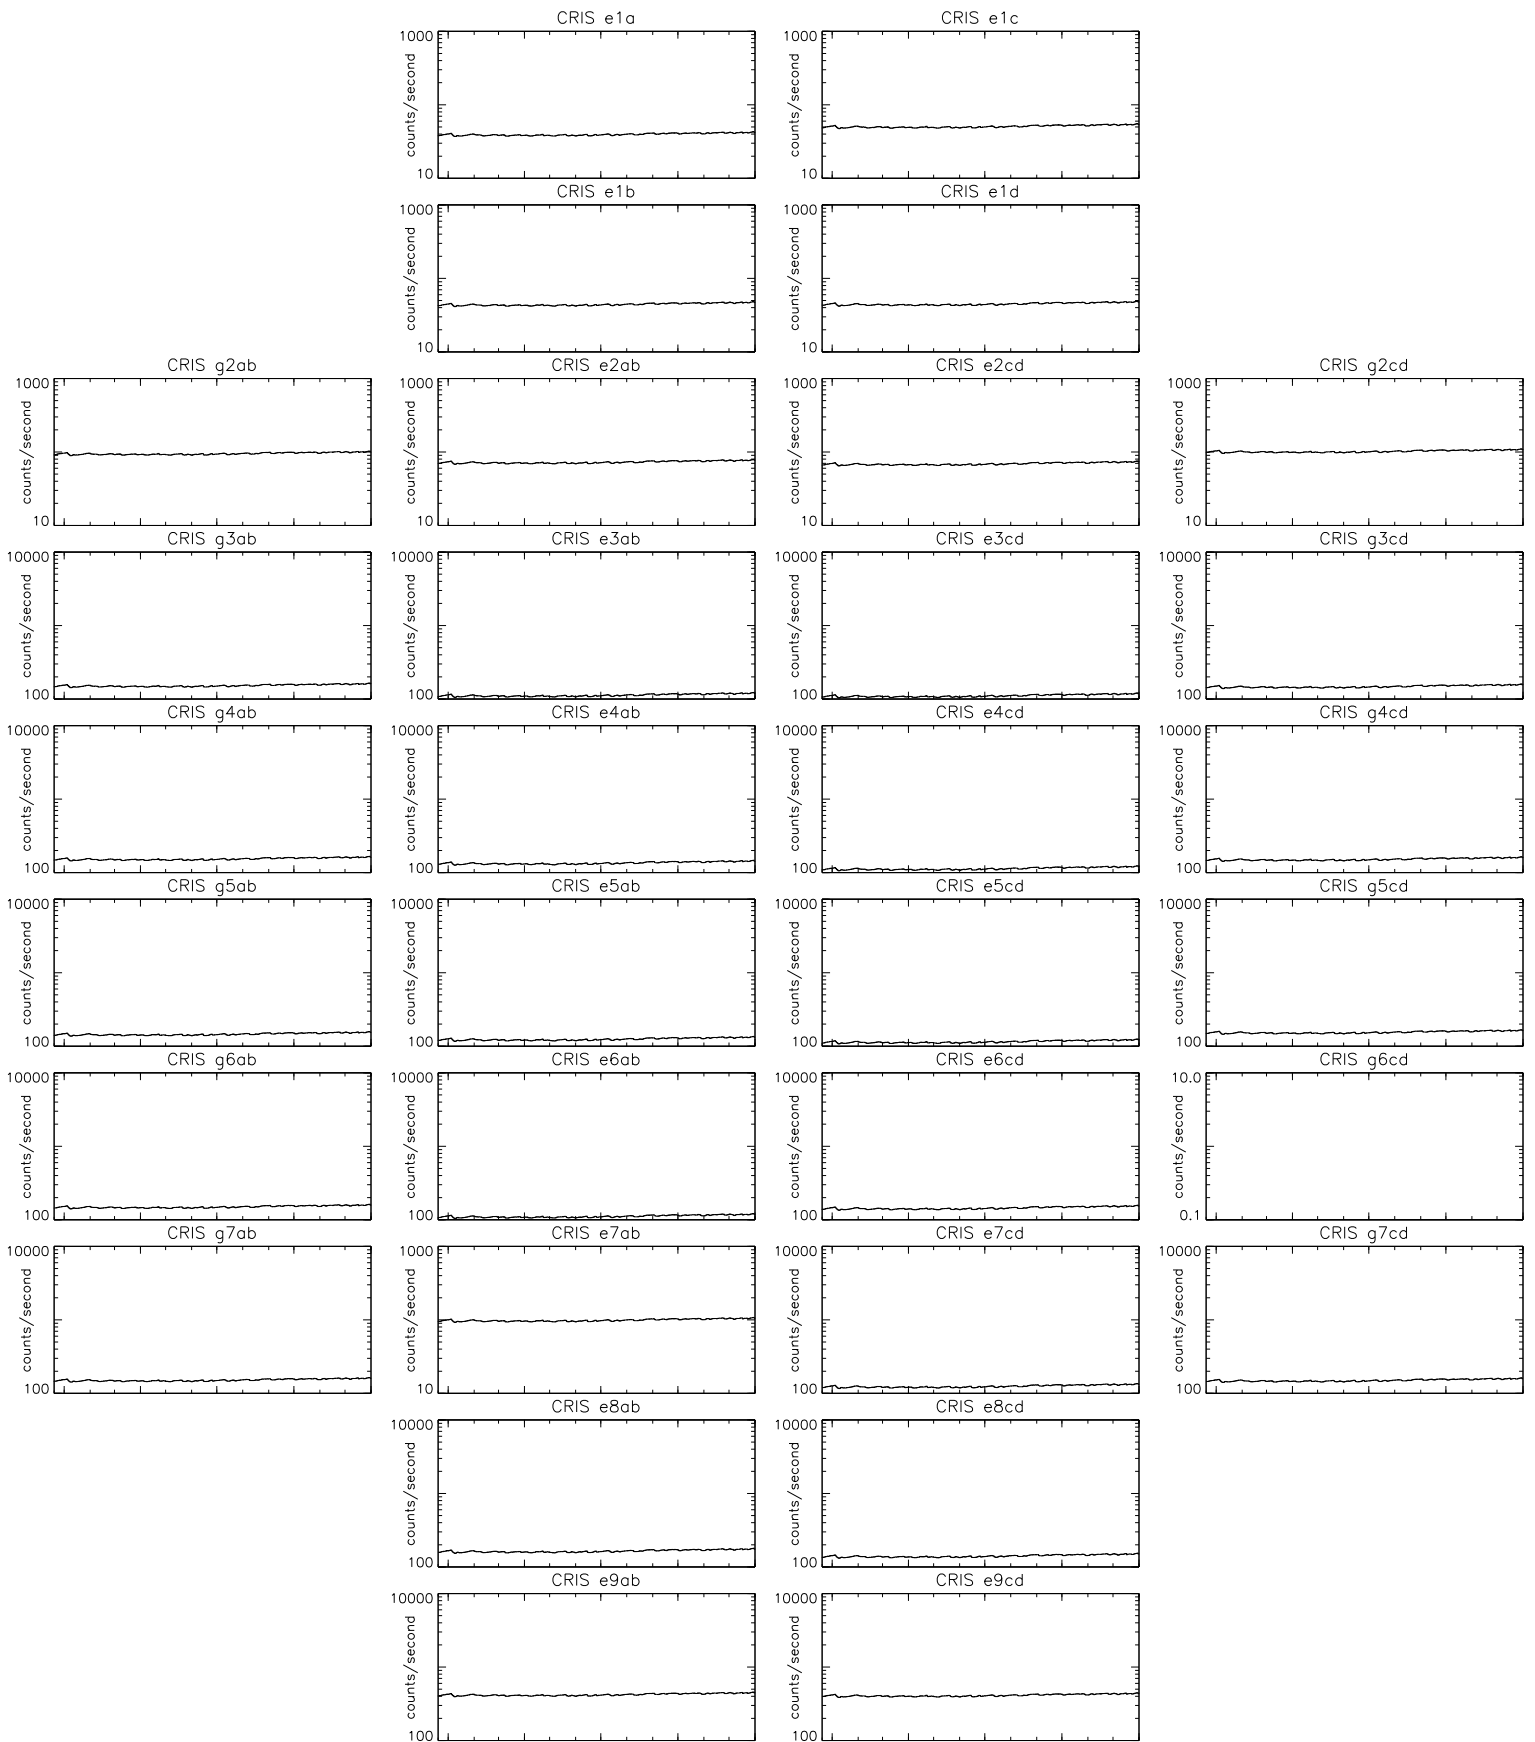 CRIS e1a
1000
counts/second
10
CRIS e1c
1000
counts/second
10
CRIS e1b
1000
counts/second
10
CRIS e1d
1000
counts/second
10
CRIS g2ab
1000
counts/second
10
CRIS e2ab
1000
counts/second
10
CRIS e2cd
1000
counts/second
10
CRIS g2cd
1000
counts/second
10
CRIS g3ab
10000
counts/second
100
CRIS e3ab
10000
counts/second
100
CRIS e3cd
10000
counts/second
100
CRIS g3cd
10000
counts/second
100
CRIS g4ab
10000
counts/second
100
CRIS e4ab
10000
counts/second
100
CRIS e4cd
10000
counts/second
100
CRIS g4cd
10000
counts/second
100
CRIS g5ab
10000
counts/second
100
CRIS e5ab
10000
counts/second
100
CRIS e5cd
10000
counts/second
100
CRIS g5cd
10000
counts/second
100
CRIS g6ab
10000
counts/second
100
CRIS e6ab
10000
counts/second
100
CRIS e6cd
10000
counts/second
100
CRIS g6cd
10.0
counts/second
0.1
CRIS g7ab
10000
counts/second
100
CRIS e7ab
1000
counts/second
10
CRIS e7cd
10000
counts/second
100
CRIS g7cd
10000
counts/second
100
CRIS e8ab
10000
counts/second
100
CRIS e8cd
10000
counts/second
100
CRIS e9ab
10000
counts/second
100
CRIS e9cd
10000
counts/second
100